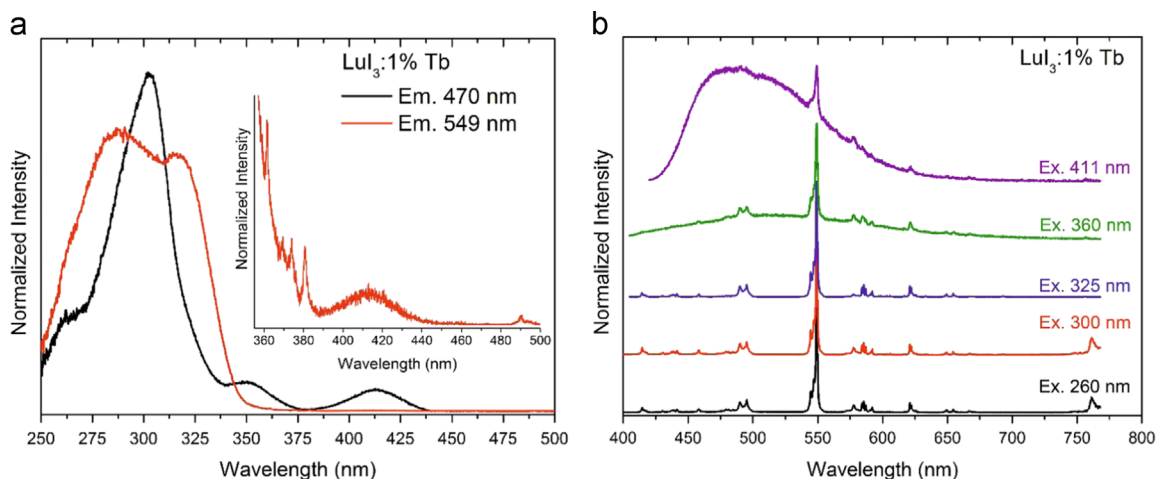 a
LuI3:1% Tb
Em. 470 nm
Em. 549 nm
Normalized Intensity
Normalized Intensity
360 380 400 420 440 460 480 500
Wavelength (nm)
250 275 300 325 350 375 400 425 450 475 500
Wavelength (nm)
b
LuI3:1% Tb
Ex. 411 nm
Ex. 360 nm
Ex. 325 nm
Ex. 300 nm
Ex. 260 nm
Normalized Intensity
400 450 500 550 600 650 700 750 800
Wavelength (nm)